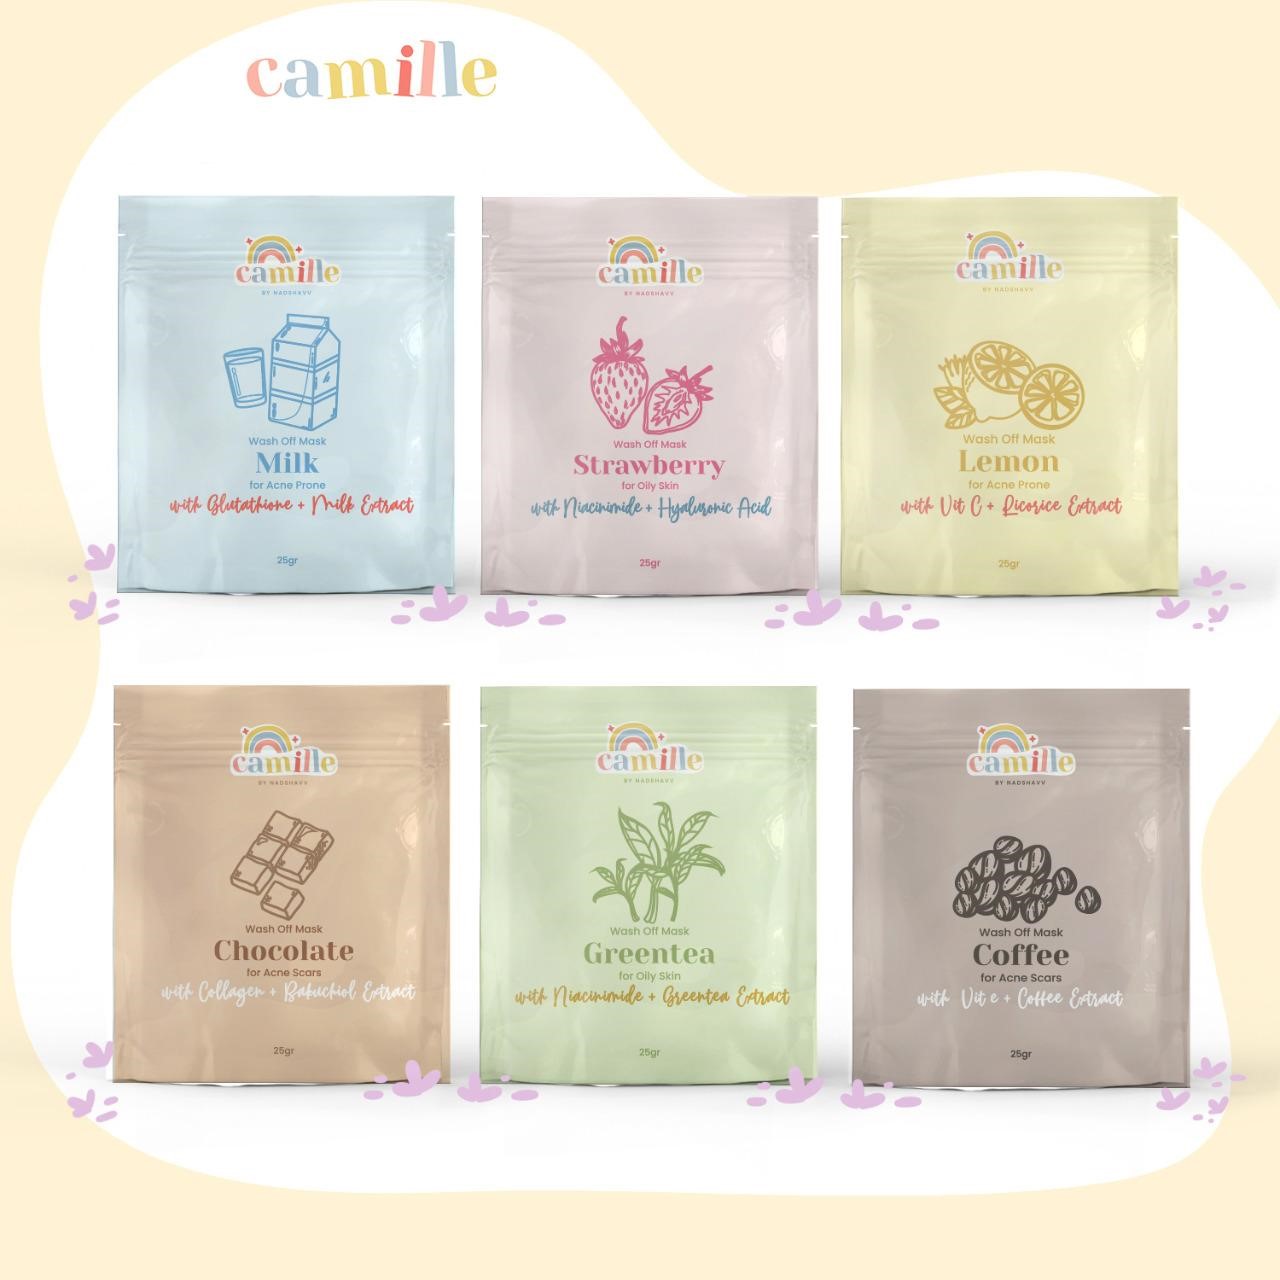 camille
camille
BY NADSHAVV
Wash Off Mask
Milk
for Acne Prone
with Glutathione + Milk Extract
25gr
camille
BY NADSHAVV
Wash Off Mask
Strawberry
for Oily Skin
with Niacinimide + Hyaluronic Acid
25gr
camille
BY NADSHAVV
Wash Off Mask
Lemon
for Acne Prone
with Vit C + Licorice Extract
25gr
camille
BY NADSHAVV
Wash Off Mask
Chocolate
for Acne Scars
with Collagen + Bakuchiol Extract
25gr
camille
BY NADSHAVV
Wash Off Mask
Greentea
for Oily Skin
with Niacinimide + Greentea Extract
25gr
camille
BY NADSHAVV
Wash Off Mask
Coffee
for Acne Scars
with Vit e + Coffee Extract
25gr